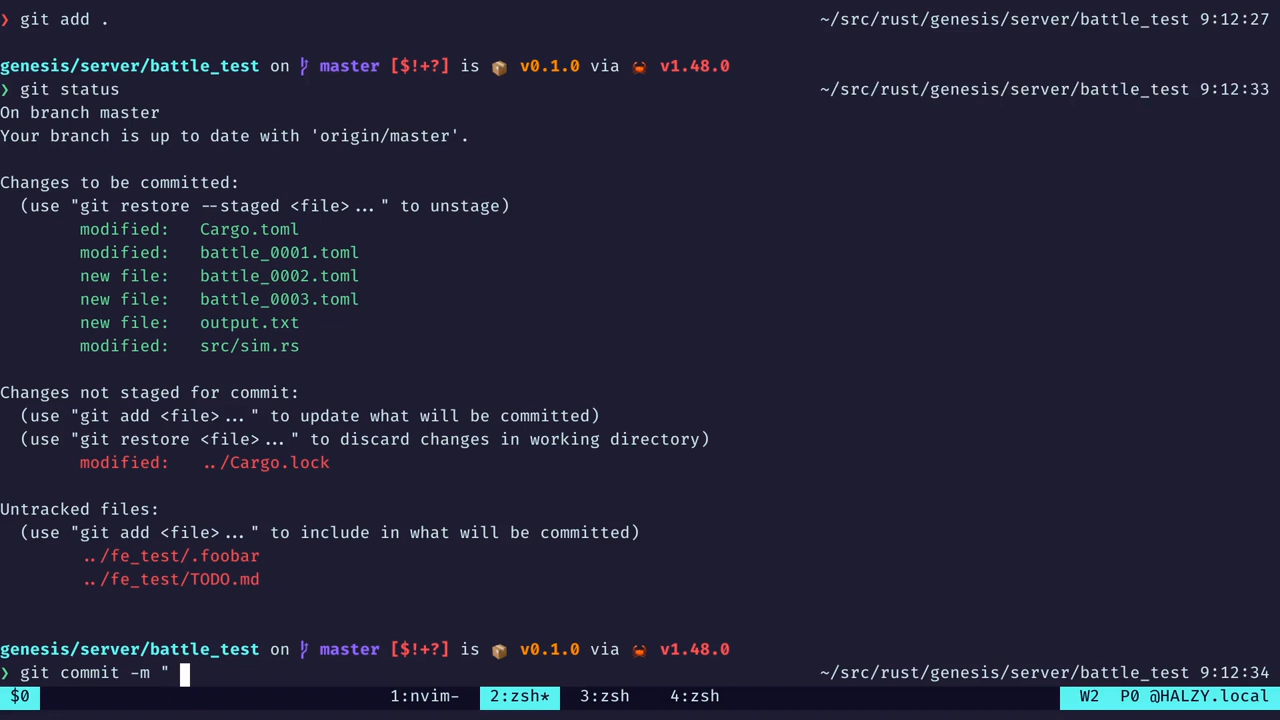 ❯ git add . ~/src/rust/genesis/server/battle_test 9:12:27
genesis/server/battle_test on master [$!+?] is 📦 v0.1.0 via 🦀 v1.48.0
❯ git status ~/src/rust/genesis/server/battle_test 9:12:33
On branch master
Your branch is up to date with 'origin/master'.
Changes to be committed:
(use "git restore --staged <file>..." to unstage)
modified: Cargo.toml
modified: battle_0001.toml
new file: battle_0002.toml
new file: battle_0003.toml
new file: output.txt
modified: src/sim.rs
Changes not staged for commit:
(use "git add <file>..." to update what will be committed)
(use "git restore <file>..." to discard changes in working directory)
modified: ../Cargo.lock
Untracked files:
(use "git add <file>..." to include in what will be committed)
../fe_test/.foobar
../fe_test/TODO.md
genesis/server/battle_test on master [$!+?] is 📦 v0.1.0 via 🦀 v1.48.0
❯ git commit -m " ~/src/rust/genesis/server/battle_test 9:12:34
$0 1:nvim- 2:zsh* 3:zsh 4:zsh W2 P0 @HALZY.local